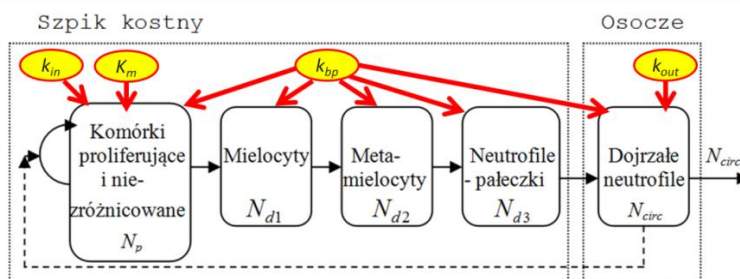 Szpik kostny
Osocze
k_in
K_m
k_bp
k_out
Komórki
proliferujące
i nie-
zróżnicowane
N_p
Mielocyty
N_d1
Meta-
mielocyty
N_d2
Neutrofile
- pałeczki
N_d3
Dojrzałe
neutrofile
N_circ
N_circ